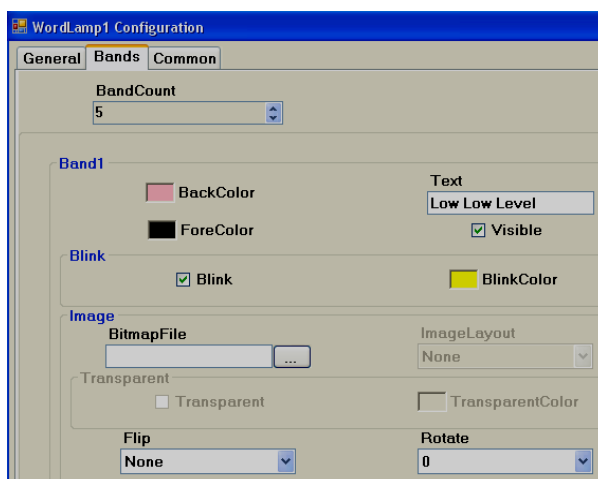 WordLamp1 Configuration
General Bands Common
BandCount
5
Band1
BackColor
Text
Low Low Level
ForeColor
Visible
Blink
Blink
BlinkColor
Image
BitmapFile
...
ImageLayout
None
Transparent
Transparent
TransparentColor
Flip
None
Rotate
0